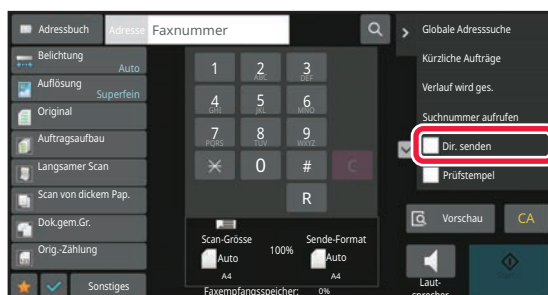 Adressbuch
Adresse
Faxnummer
Globale Adresssuche
Belichtung
Auto
Auflösung
Superfein
Original
Auftragsaufbau
Langsamer Scan
Scan von dickem Pap.
Dok.gem.Gr.
Orig.-Zählung
Sonstiges
1
2
ABC
3
DEF
4
GHI
5
JKL
6
MNO
7
PQRS
8
TUV
9
WXYZ
0
#
C
R
Scan-Grösse
100%
Sende-Format
Auto
Auto
A4
A4
Faxempfangsspeicher: 0%
Kürzliche Aufträge
Verlauf wird ges.
Suchnummer aufrufen
Dir. senden
Prüfstempel
Vorschau
CA
Laut-
sprecher